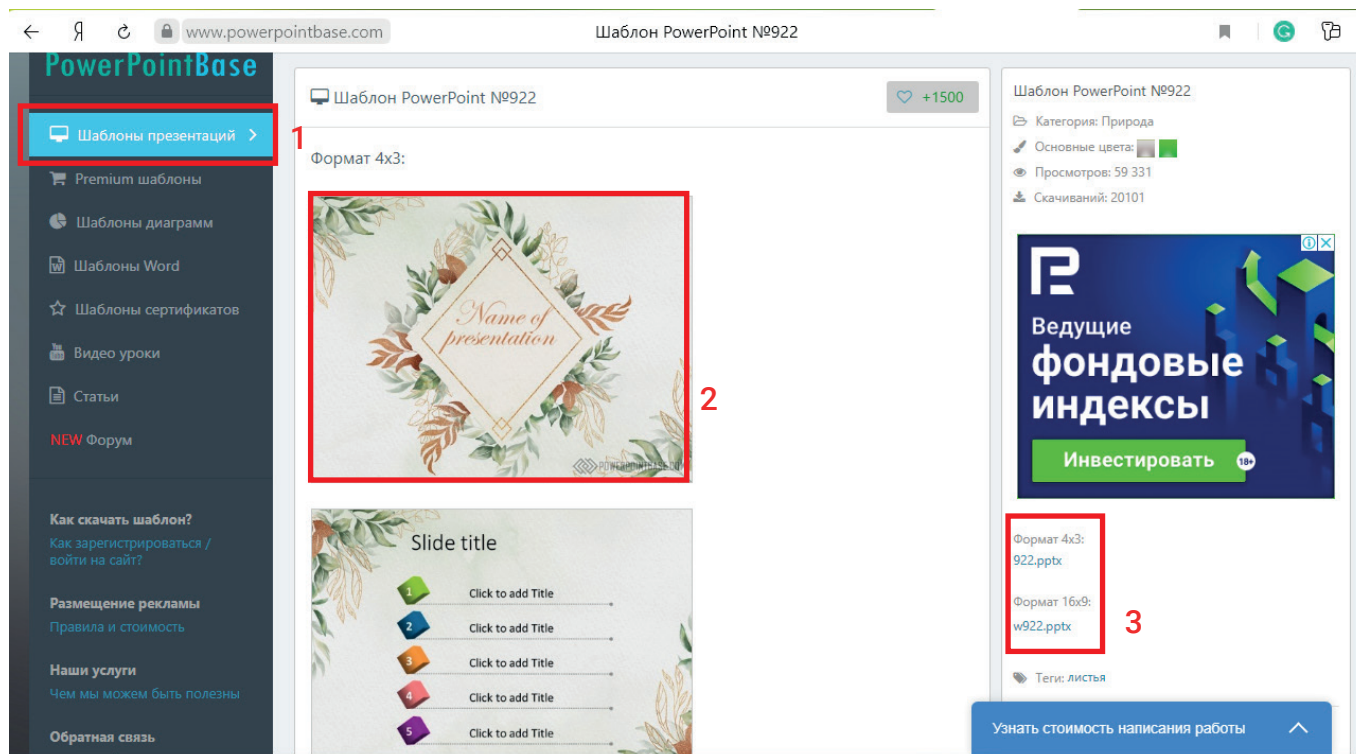 www.powerpointbase.com
Шаблон PowerPoint №922
PowerPointBase
Шаблоны презентаций
1
Premium шаблоны
Шаблоны диаграмм
Шаблоны Word
Шаблоны сертификатов
Видео уроки
Статьи
NEW Форум
Как скачать шаблон?
Как зарегистрироваться /
войти на сайт?
Размещение рекламы
Правила и стоимость
Наши услуги
Чем мы можем быть полезны
Обратная связь
Шаблон PowerPoint №922
+1500
Формат 4x3:
Name of
presentation
POWERPOINTBASE.COM
2
Slide title
1 Click to add Title
2 Click to add Title
3 Click to add Title
4 Click to add Title
5 Click to add Title
Шаблон PowerPoint №922
Категория: Природа
Основные цвета:
Просмотров: 59 331
Скачиваний: 20101
Ведущие
фондовые
индексы
Инвестировать 18+
Формат 4x3:
922.pptx
Формат 16x9:
w922.pptx
3
Теги: листья
Узнать стоимость написания работы